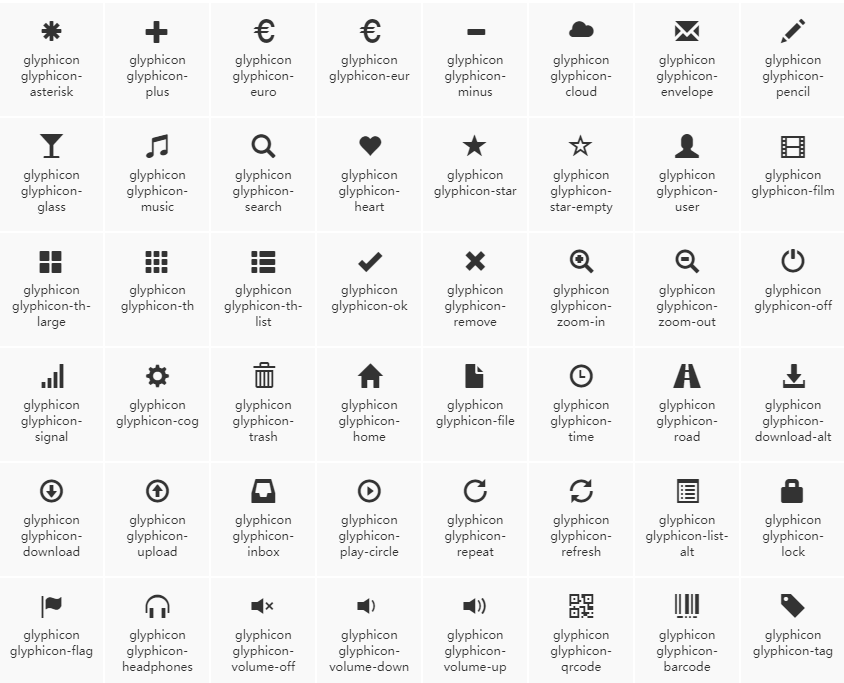 glyphicon glyphicon-asterisk
glyphicon glyphicon-plus
glyphicon glyphicon-euro
glyphicon glyphicon-eur
glyphicon glyphicon-minus
glyphicon glyphicon-cloud
glyphicon glyphicon-envelope
glyphicon glyphicon-pencil
glyphicon glyphicon-glass
glyphicon glyphicon-music
glyphicon glyphicon-search
glyphicon glyphicon-heart
glyphicon glyphicon-star
glyphicon glyphicon-star-empty
glyphicon glyphicon-user
glyphicon glyphicon-film
glyphicon glyphicon-th-large
glyphicon glyphicon-th
glyphicon glyphicon-th-list
glyphicon glyphicon-ok
glyphicon glyphicon-remove
glyphicon glyphicon-zoom-in
glyphicon glyphicon-zoom-out
glyphicon glyphicon-off
glyphicon glyphicon-signal
glyphicon glyphicon-cog
glyphicon glyphicon-trash
glyphicon glyphicon-home
glyphicon glyphicon-file
glyphicon glyphicon-time
glyphicon glyphicon-road
glyphicon glyphicon-download-alt
glyphicon glyphicon-download
glyphicon glyphicon-upload
glyphicon glyphicon-inbox
glyphicon glyphicon-play-circle
glyphicon glyphicon-repeat
glyphicon glyphicon-refresh
glyphicon glyphicon-list-alt
glyphicon glyphicon-lock
glyphicon glyphicon-flag
glyphicon glyphicon-headphones
glyphicon glyphicon-volume-off
glyphicon glyphicon-volume-down
glyphicon glyphicon-volume-up
glyphicon glyphicon-qrcode
glyphicon glyphicon-barcode
glyphicon glyphicon-tag